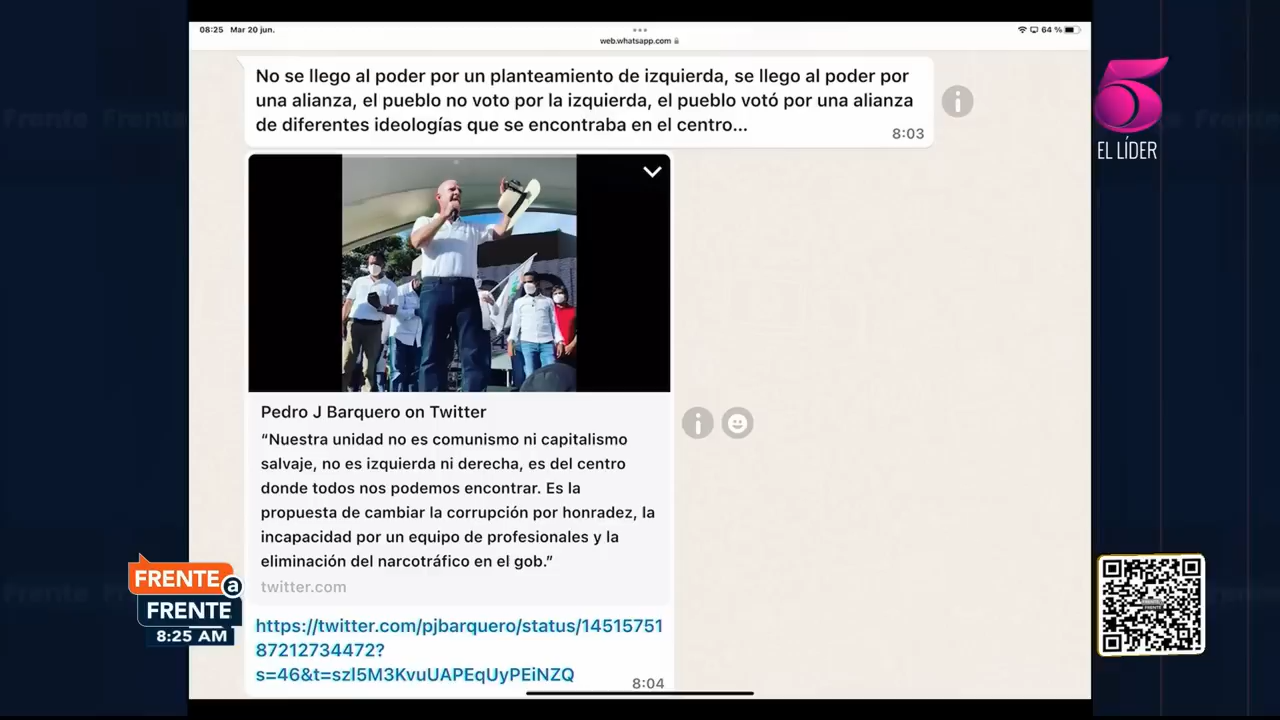 08:25 Mar 20 jun.
web.whatsapp.com
64 %
No se llego al poder por un planteamiento de izquierda, se llego al poder por
una alianza, el pueblo no voto por la izquierda, el pueblo votó por una alianza
de diferentes ideologías que se encontraba en el centro...
8:03
5
EL LÍDER
Pedro J Barquero on Twitter
“Nuestra unidad no es comunismo ni capitalismo
salvaje, no es izquierda ni derecha, es del centro
donde todos nos podemos encontrar. Es la
propuesta de cambiar la corrupción por honradez, la
incapacidad por un equipo de profesionales y la
eliminación del narcotráfico en el gob.”
twitter.com
https://twitter.com/pjbarquero/status/14515751
87212734472?
s=46&t=szl5M3KvuUAPEqUyPEiNZQ
8:04
FRENTE a
FRENTE
8:25 AM